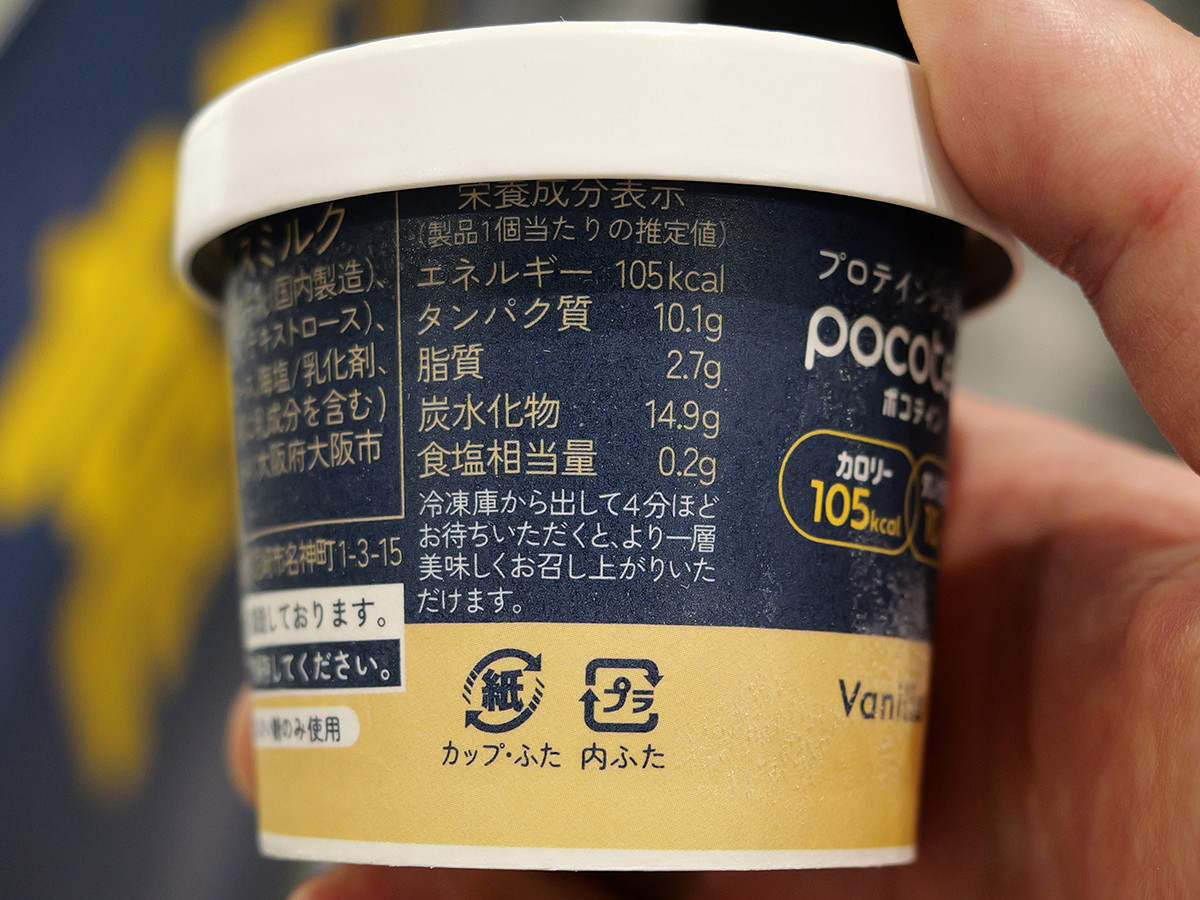 スミルク
(国内製造)、
キストロース)、
海塩/乳化剤、
乳成分を含む)
大阪府大阪市
市名神町1-3-15
しております。
してください。
のみ使用
栄養成分表示
(製品1個当たりの推定値)
エネルギー 105kcal
タンパク質 10.1g
脂質 2.7g
炭水化物 14.9g
食塩相当量 0.2g
冷凍庫から出して4分ほど
お待ちいただくと、より一層
美味しくお召し上がりいた
だけます。
紙
カップ・ふた
プラ
内ふた
プロテイン
pocote
ポコテイン
カロリー
105kcal
Vanilla